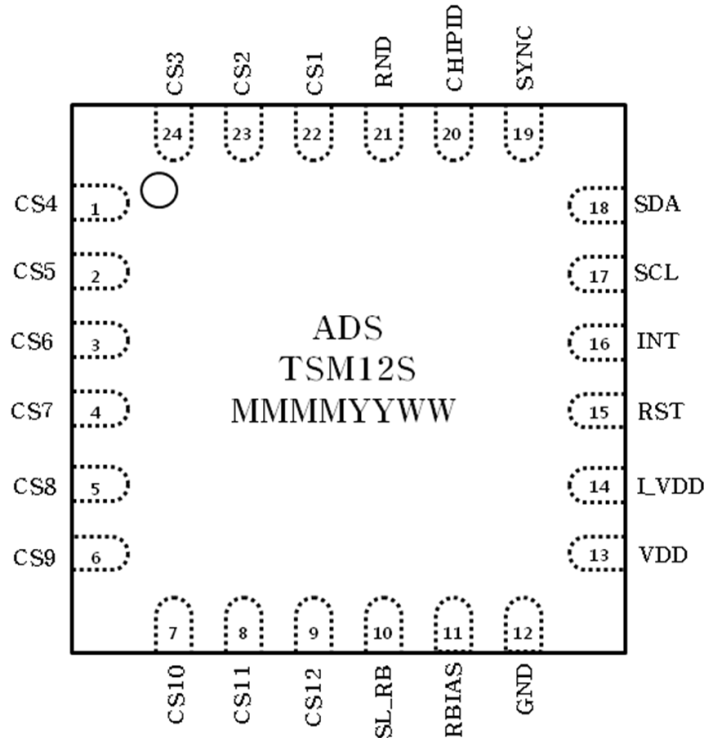 CS3 CS2 CS1 RND CHIPID SYNC
24 23 22 21 20 19
CS4 1 18 SDA
CS5 2 17 SCL
CS6 3 16 INT
CS7 4 15 RST
CS8 5 14 I_VDD
CS9 6 13 VDD
ADS
TSM12S
MMMMYYWW
7 8 9 10 11 12
CS10 CS11 CS12 SL_RB RBIAS GND